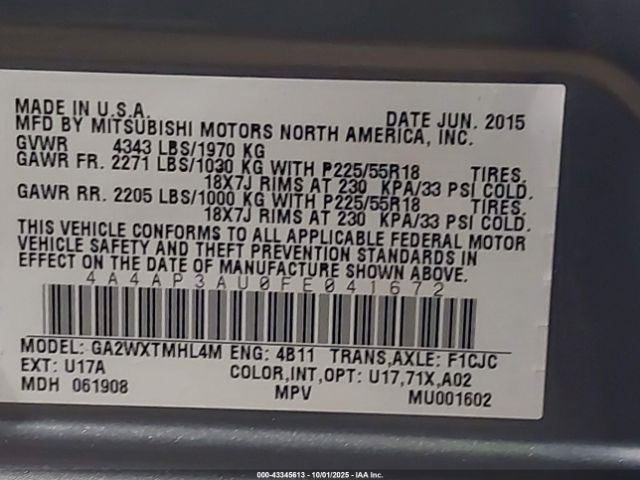 MADE IN U.S.A. DATE JUN. 2015
MFD BY MITSUBISHI MOTORS NORTH AMERICA, INC.
GVWR 4343 LBS/1970 KG
GAWR FR. 2271 LBS/1030 KG WITH P225/55R18 TIRES.
18X7J RIMS AT 230 KPA/33 PSI COLD.
GAWR RR. 2205 LBS/1000 KG WITH P225/55R18 TIRES.
18X7J RIMS AT 230 KPA/33 PSI COLD.
THIS VEHICLE CONFORMS TO ALL APPLICABLE FEDERAL MOTOR
VEHICLE SAFETY AND THEFT PREVENTION STANDARDS IN
EFFECT ON THE DATE OF MANUFACTURE SHOWN ABOVE.
4A4AP3AU0FE041672
MODEL: GA2WXTMHL4M ENG: 4B11 TRANS,AXLE: F1CJC
EXT: U17A COLOR,INT,OPT: U17,71X,A02
MDH 061908 MPV MU001602
000-43345613 - 10/01/2025 - IAA Inc.